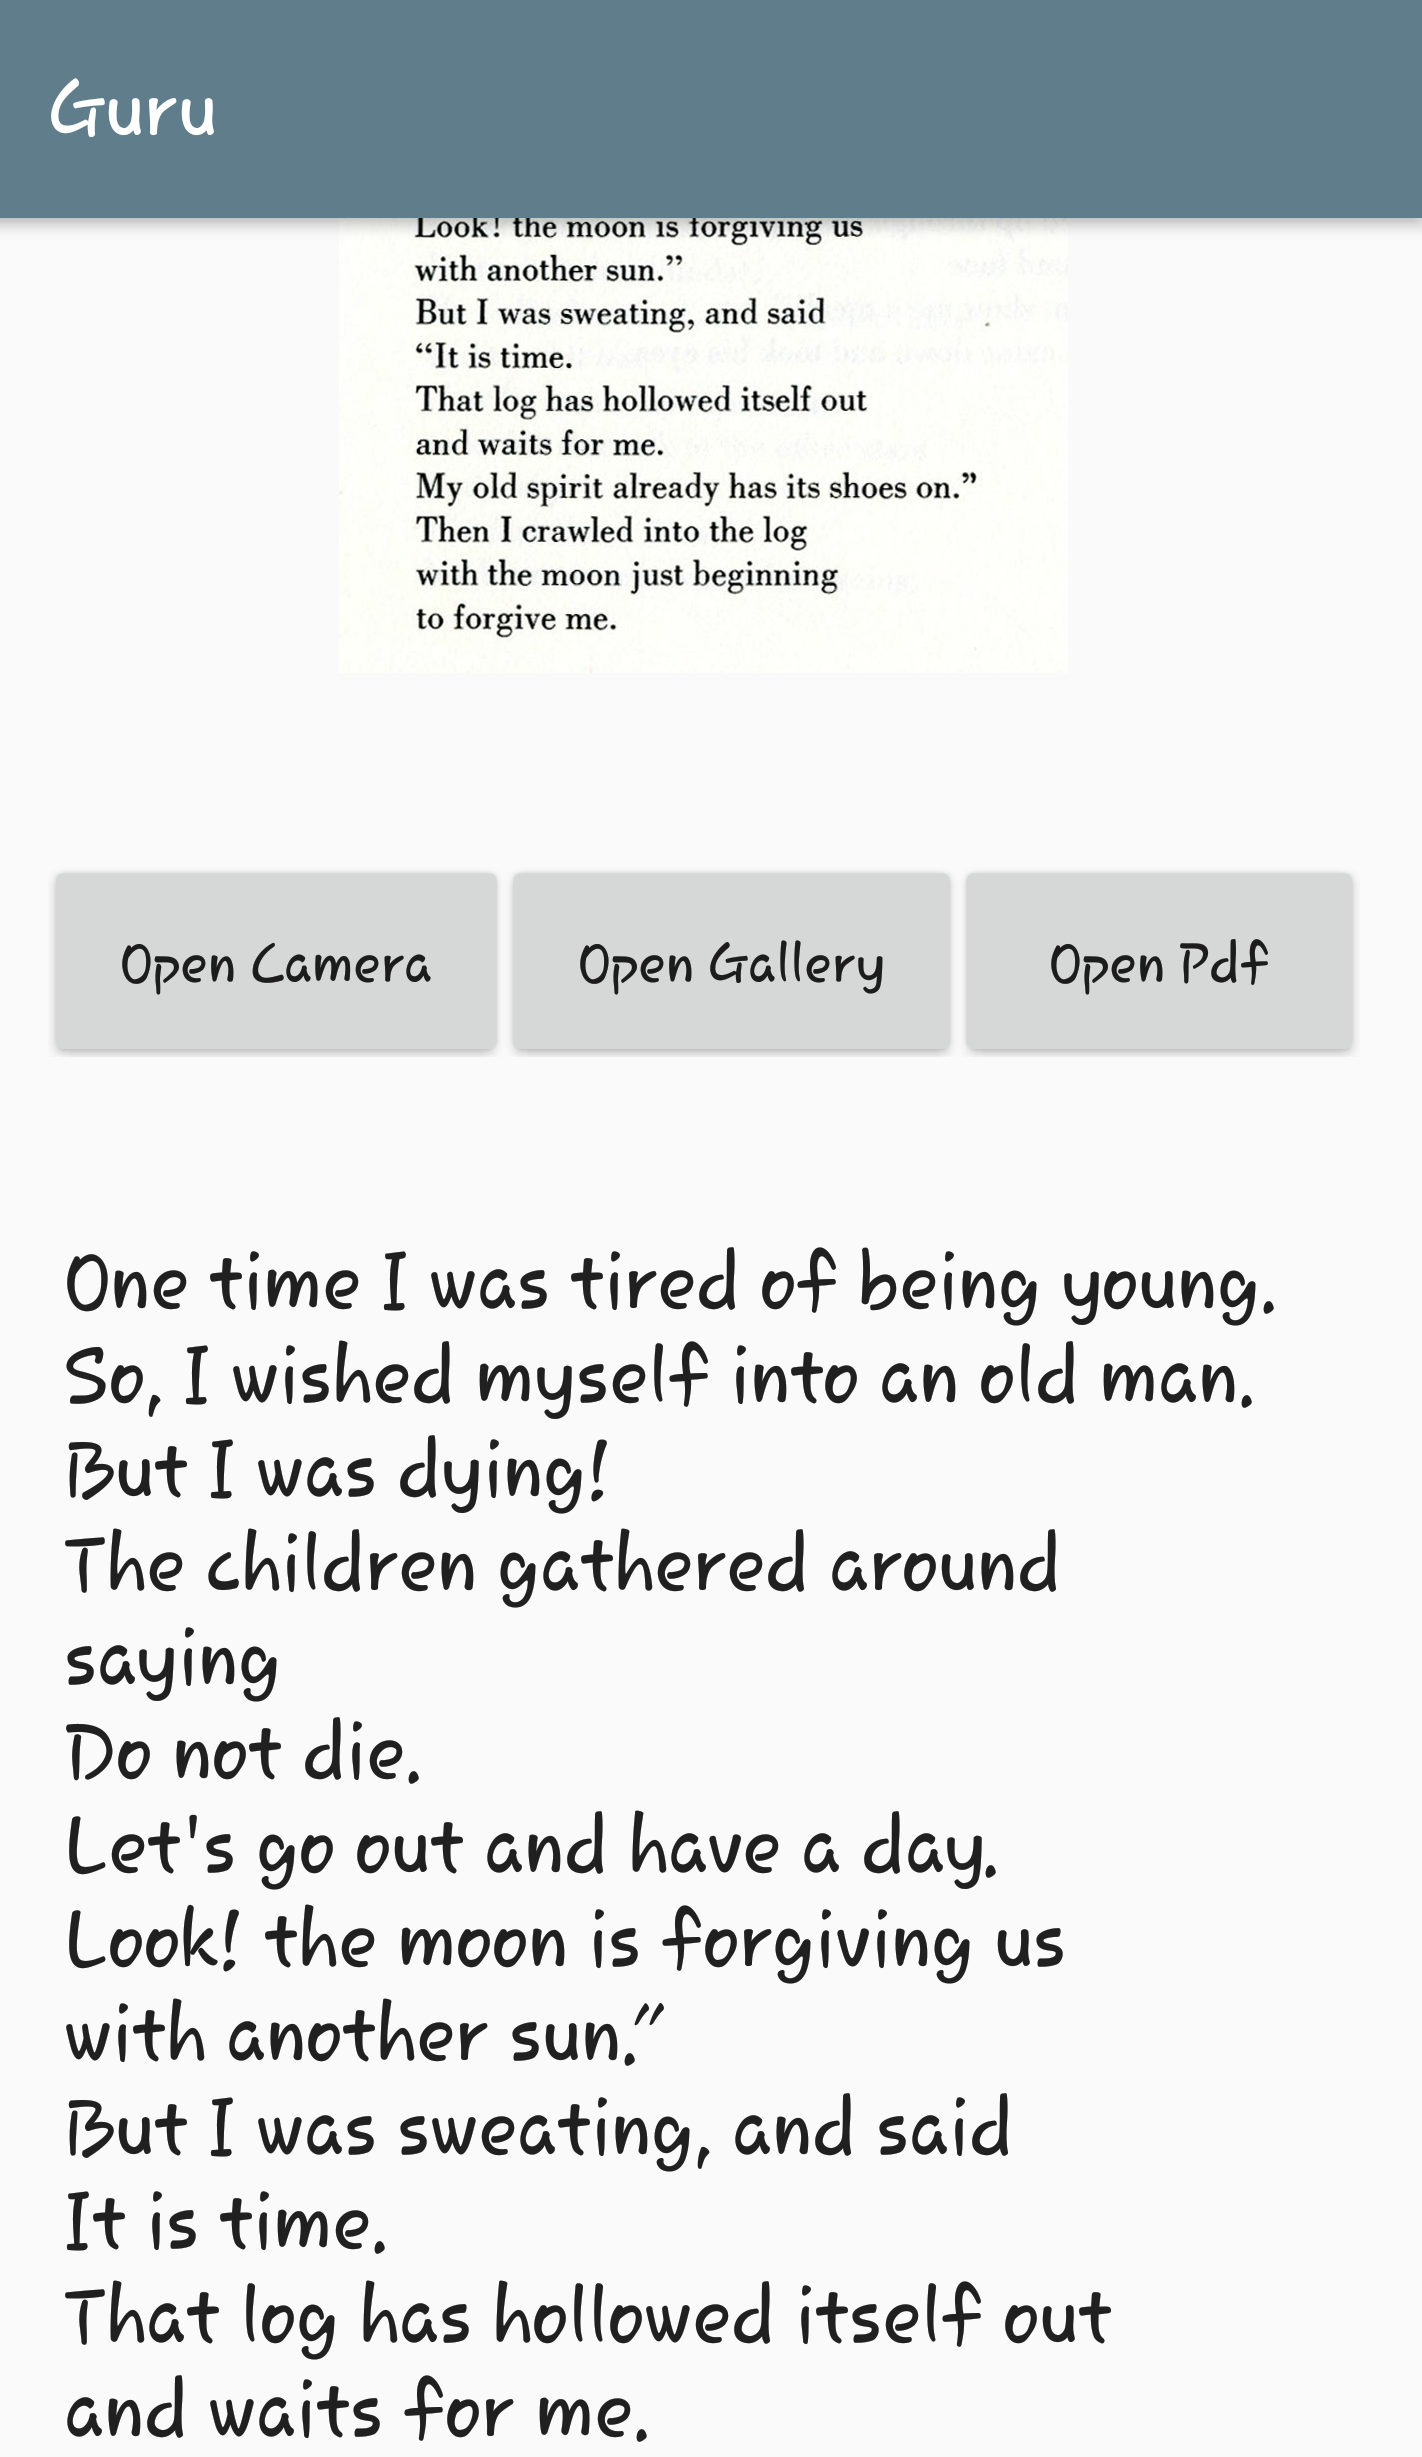 Guru
Look! the moon is forgiving us
with another sun.”
But I was sweating, and said
“It is time.
That log has hollowed itself out
and waits for me.
My old spirit already has its shoes on.”
Then I crawled into the log
with the moon just beginning
to forgive me.
Open Camera
Open Gallery
Open Pdf
One time I was tired of being young.
So, I wished myself into an old man.
But I was dying!
The children gathered around
saying
Do not die.
Let's go out and have a day.
Look! the moon is forgiving us
with another sun.”
But I was sweating, and said
It is time.
That log has hollowed itself out
and waits for me.